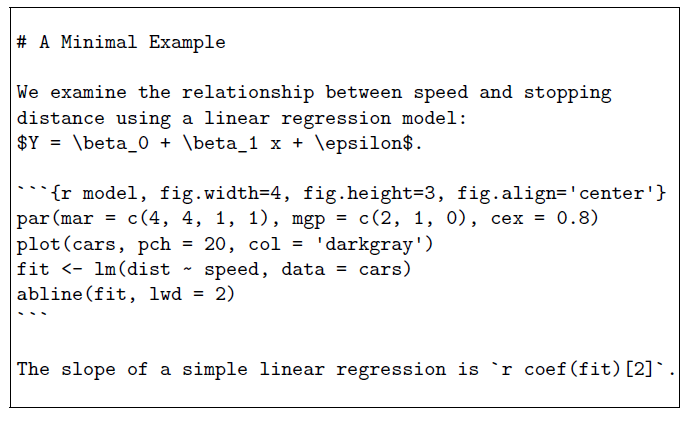 # A Minimal Example
We examine the relationship between speed and stopping
distance using a linear regression model:
$Y = \beta_0 + \beta_1 x + \epsilon$.
```{r model, fig.width=4, fig.height=3, fig.align='center'}
par(mar = c(4, 4, 1, 1), mgp = c(2, 1, 0), cex = 0.8)
plot(cars, pch = 20, col = 'darkgray')
fit <- lm(dist ~ speed, data = cars)
abline(fit, lwd = 2)
```
The slope of a simple linear regression is `r coef(fit)[2]`.